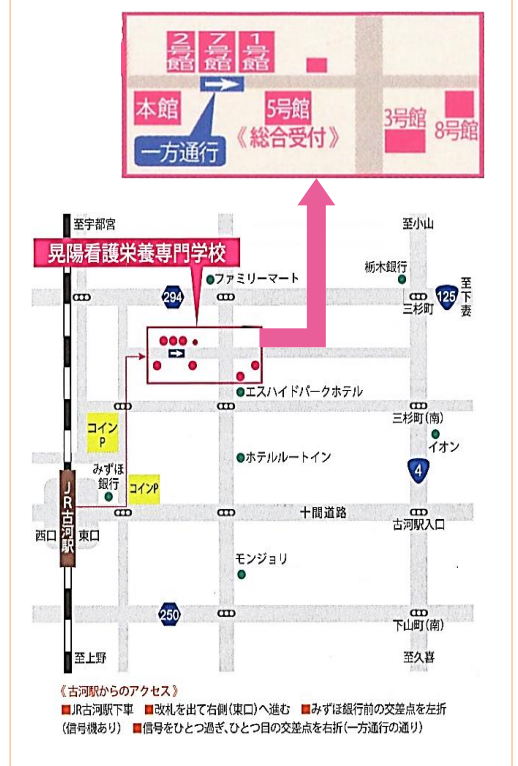 2号館
7号館
1号館
本館
5号館
《総合受付》
3号館
8号館
一方通行
至宇都宮
至小山
晃陽看護栄養専門学校
栃木銀行
ファミリーマート
294
三杉町
125
至下妻
エスハイドパークホテル
コインP
三杉町(南)
イオン
みずほ銀行
ホテルルートイン
コインP
4
JR古河駅
西口
東口
十間道路
古河駅入口
モンジョリ
250
下山町(南)
至上野
至久喜
《古河駅からのアクセス》
■JR古河駅下車 ■改札を出て右側(東口)へ進む ■みずほ銀行前の交差点を左折
(信号機あり) ■信号をひとつ過ぎ、ひとつ目の交差点を右折(一方通行の通り)